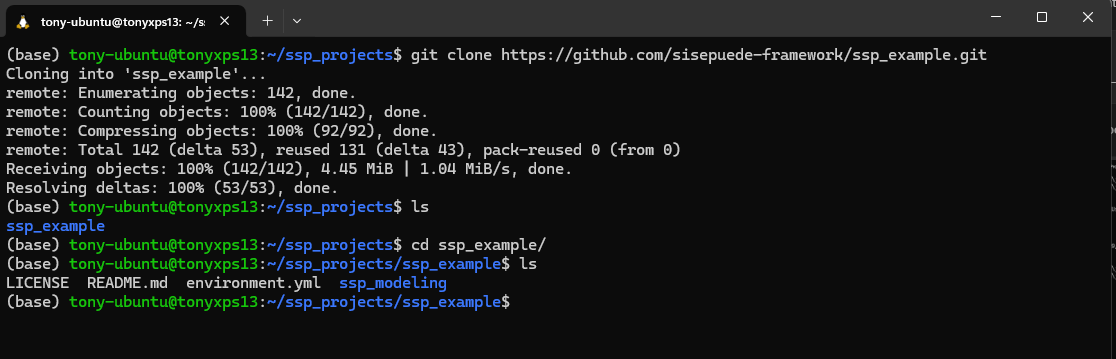 tony-ubuntu@tonyxps13: ~/ss
(base) tony-ubuntu@tonyxps13:~/ssp_projects$ git clone https://github.com/sisepuede-framework/ssp_example.git
Cloning into 'ssp_example'...
remote: Enumerating objects: 142, done.
remote: Counting objects: 100% (142/142), done.
remote: Compressing objects: 100% (92/92), done.
remote: Total 142 (delta 53), reused 131 (delta 43), pack-reused 0 (from 0)
Receiving objects: 100% (142/142), 4.45 MiB | 1.04 MiB/s, done.
Resolving deltas: 100% (53/53), done.
(base) tony-ubuntu@tonyxps13:~/ssp_projects$ ls
ssp_example
(base) tony-ubuntu@tonyxps13:~/ssp_projects$ cd ssp_example/
(base) tony-ubuntu@tonyxps13:~/ssp_projects/ssp_example$ ls
LICENSE  README.md  environment.yml  ssp_modeling
(base) tony-ubuntu@tonyxps13:~/ssp_projects/ssp_example$